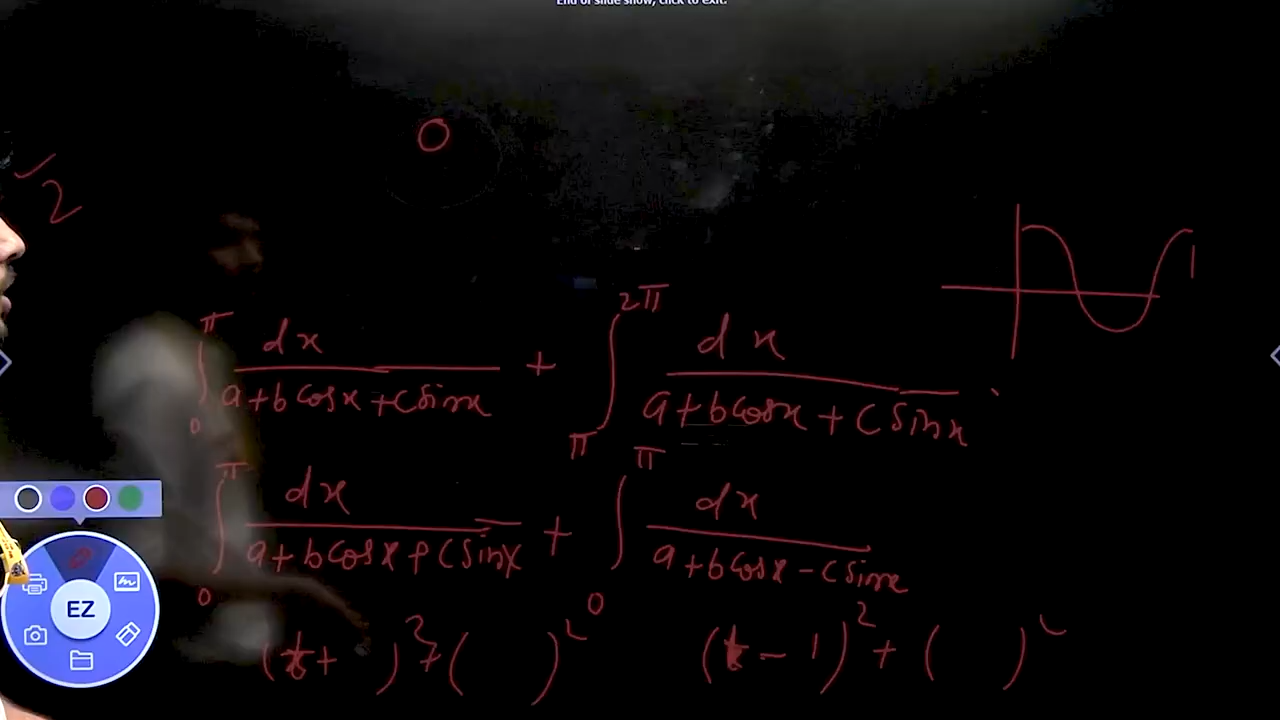 End of slide show, click to exit.
√2
0
∫₀^π dx/(a+b cosx+c sinx) + ∫_π^{2π} dx/(a+b cosx+c sinx)
∫₀^π dx/(a+b cosx+c sinx) + ∫₀^π dx/(a+b cosx-c sinx)
(t+ )²+( )² (t-1)²+( )²
EZ